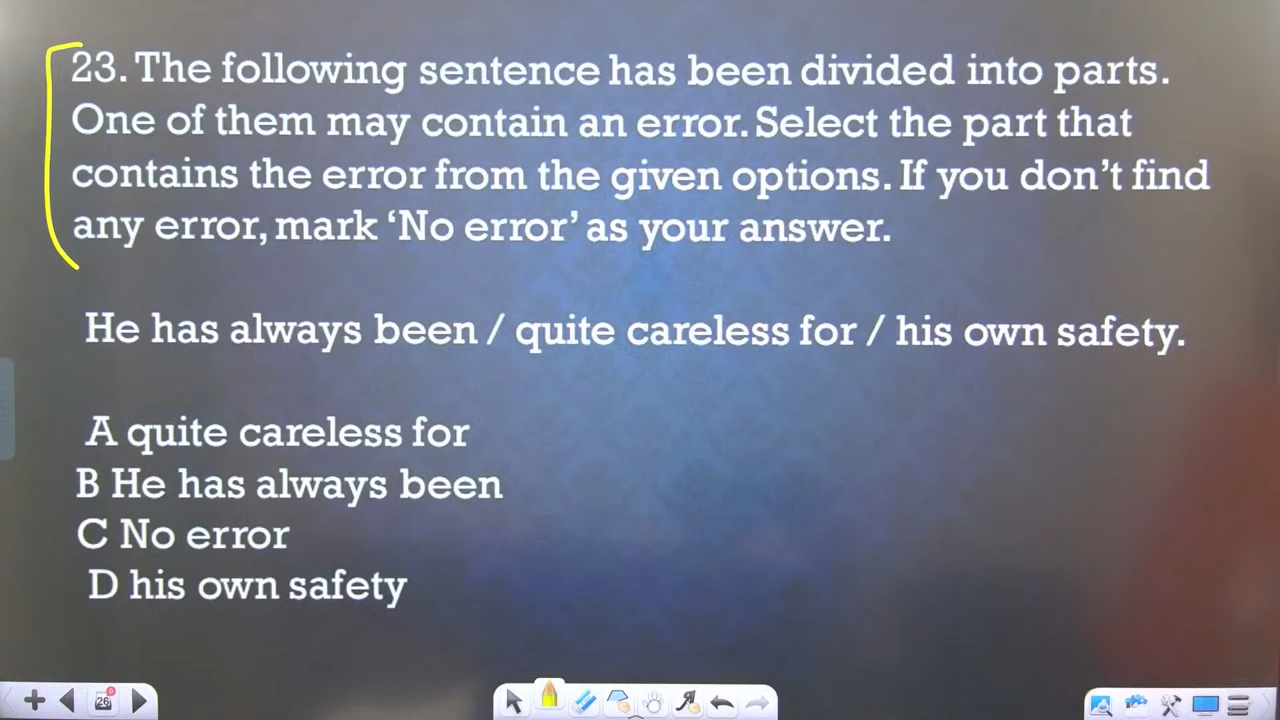 23. The following sentence has been divided into parts.
One of them may contain an error. Select the part that
contains the error from the given options. If you don't find
any error, mark 'No error' as your answer.
He has always been / quite careless for / his own safety.
A quite careless for
B He has always been
C No error
D his own safety
26